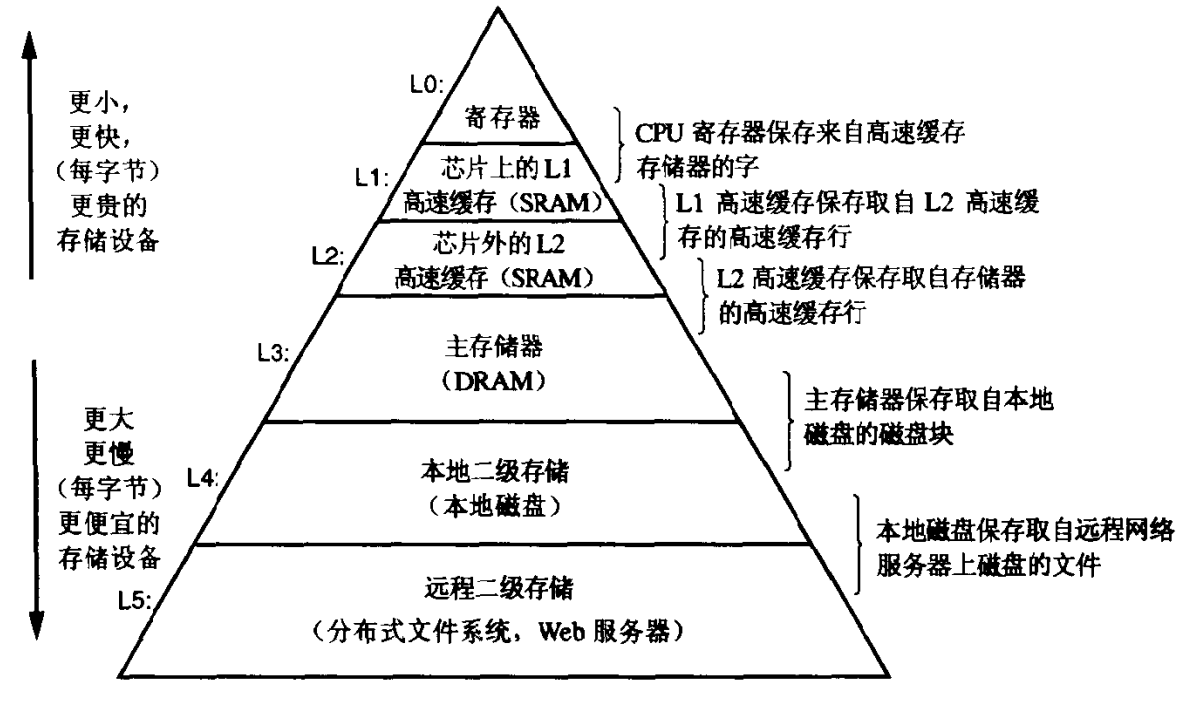 更小，
更快，
（每字节）
更贵的
存储设备
更大
更慢
（每字节）
更便宜的
存储设备
L0:
寄存器
CPU 寄存器保存来自高速缓存
存储器的字
L1:
芯片上的L1
高速缓存（SRAM）
L1 高速缓存保存取自 L2 高速缓
存的高速缓存行
L2:
芯片外的L2
高速缓存（SRAM）
L2 高速缓存保存取自存储器
的高速缓存行
L3:
主存储器
（DRAM）
主存储器保存取自本地
磁盘的磁盘块
L4:
本地二级存储
（本地磁盘）
本地磁盘保存取自远程网络
服务器上磁盘的文件
L5:
远程二级存储
（分布式文件系统，Web 服务器）